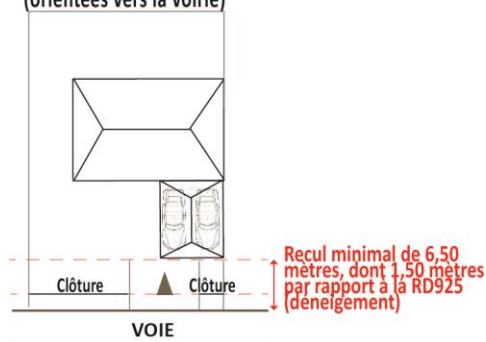 (orientées vers la voirie)
Recul minimal de 6,50
mètres, dont 1,50 mètres
par rapport à la RD925
(déneigement)
Clôture
Clôture
VOIE